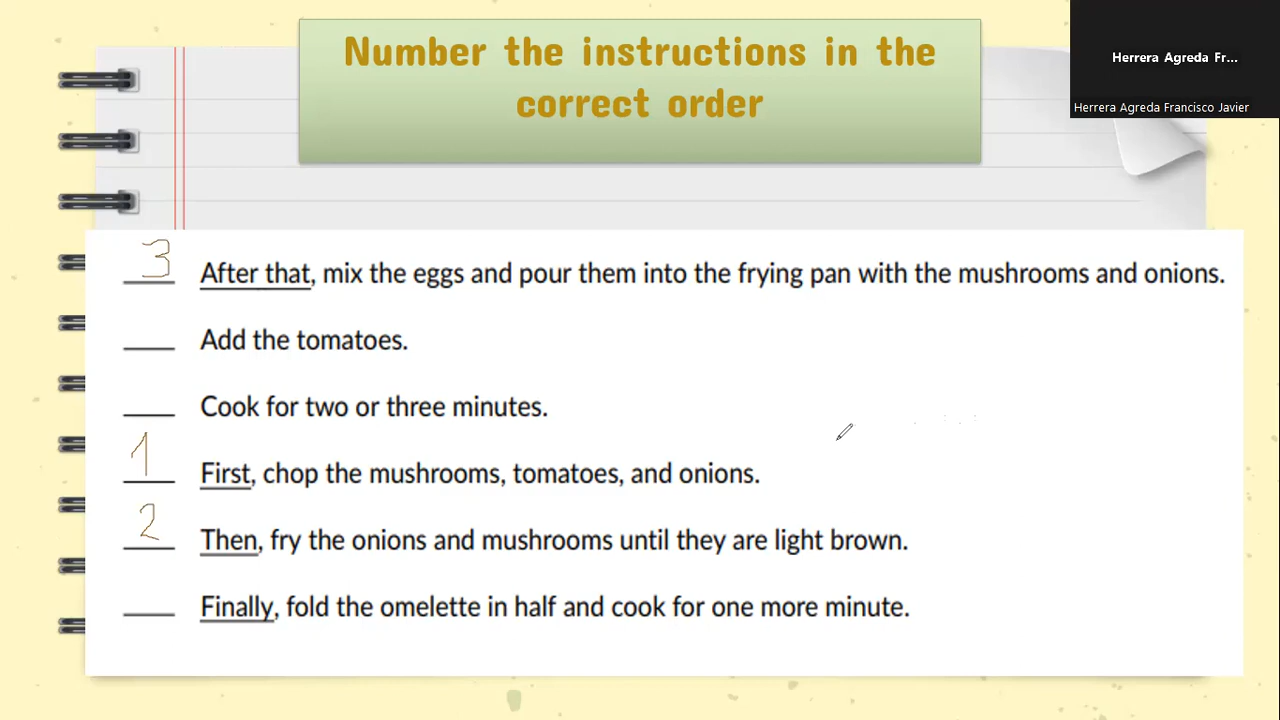 Number the instructions in the
correct order
Herrera Agreda Fr...
Herrera Agreda Francisco Javier
3 After that, mix the eggs and pour them into the frying pan with the mushrooms and onions.
___ Add the tomatoes.
___ Cook for two or three minutes.
1 First, chop the mushrooms, tomatoes, and onions.
2 Then, fry the onions and mushrooms until they are light brown.
___ Finally, fold the omelette in half and cook for one more minute.